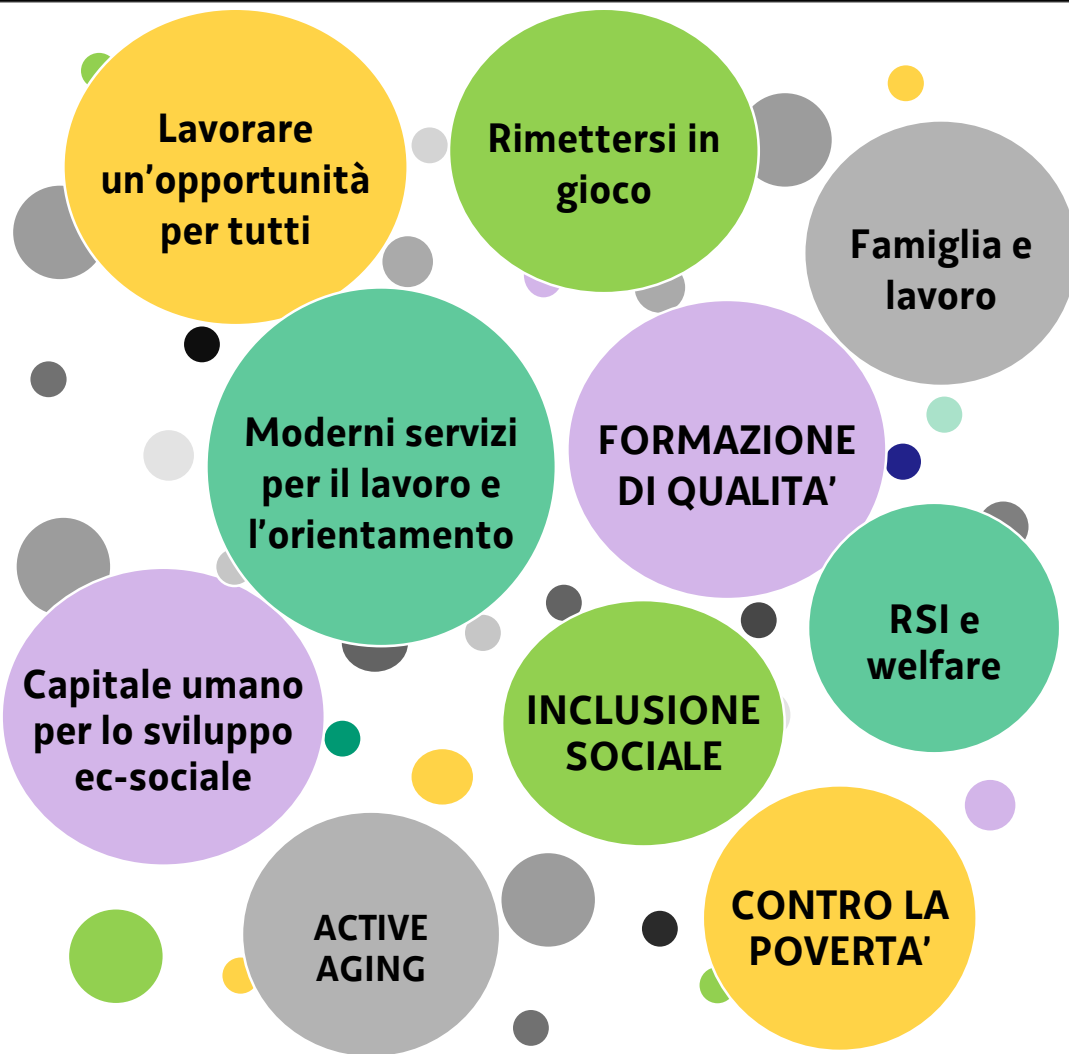 Lavorare
un’opportunità
per tutti
Rimettersi in
gioco
Famiglia e
lavoro
Moderni servizi
per il lavoro e
l’orientamento
FORMAZIONE
DI QUALITA’
RSI e
welfare
Capitale umano
per lo sviluppo
ec-sociale
INCLUSIONE
SOCIALE
ACTIVE
AGING
CONTRO LA
POVERTA’